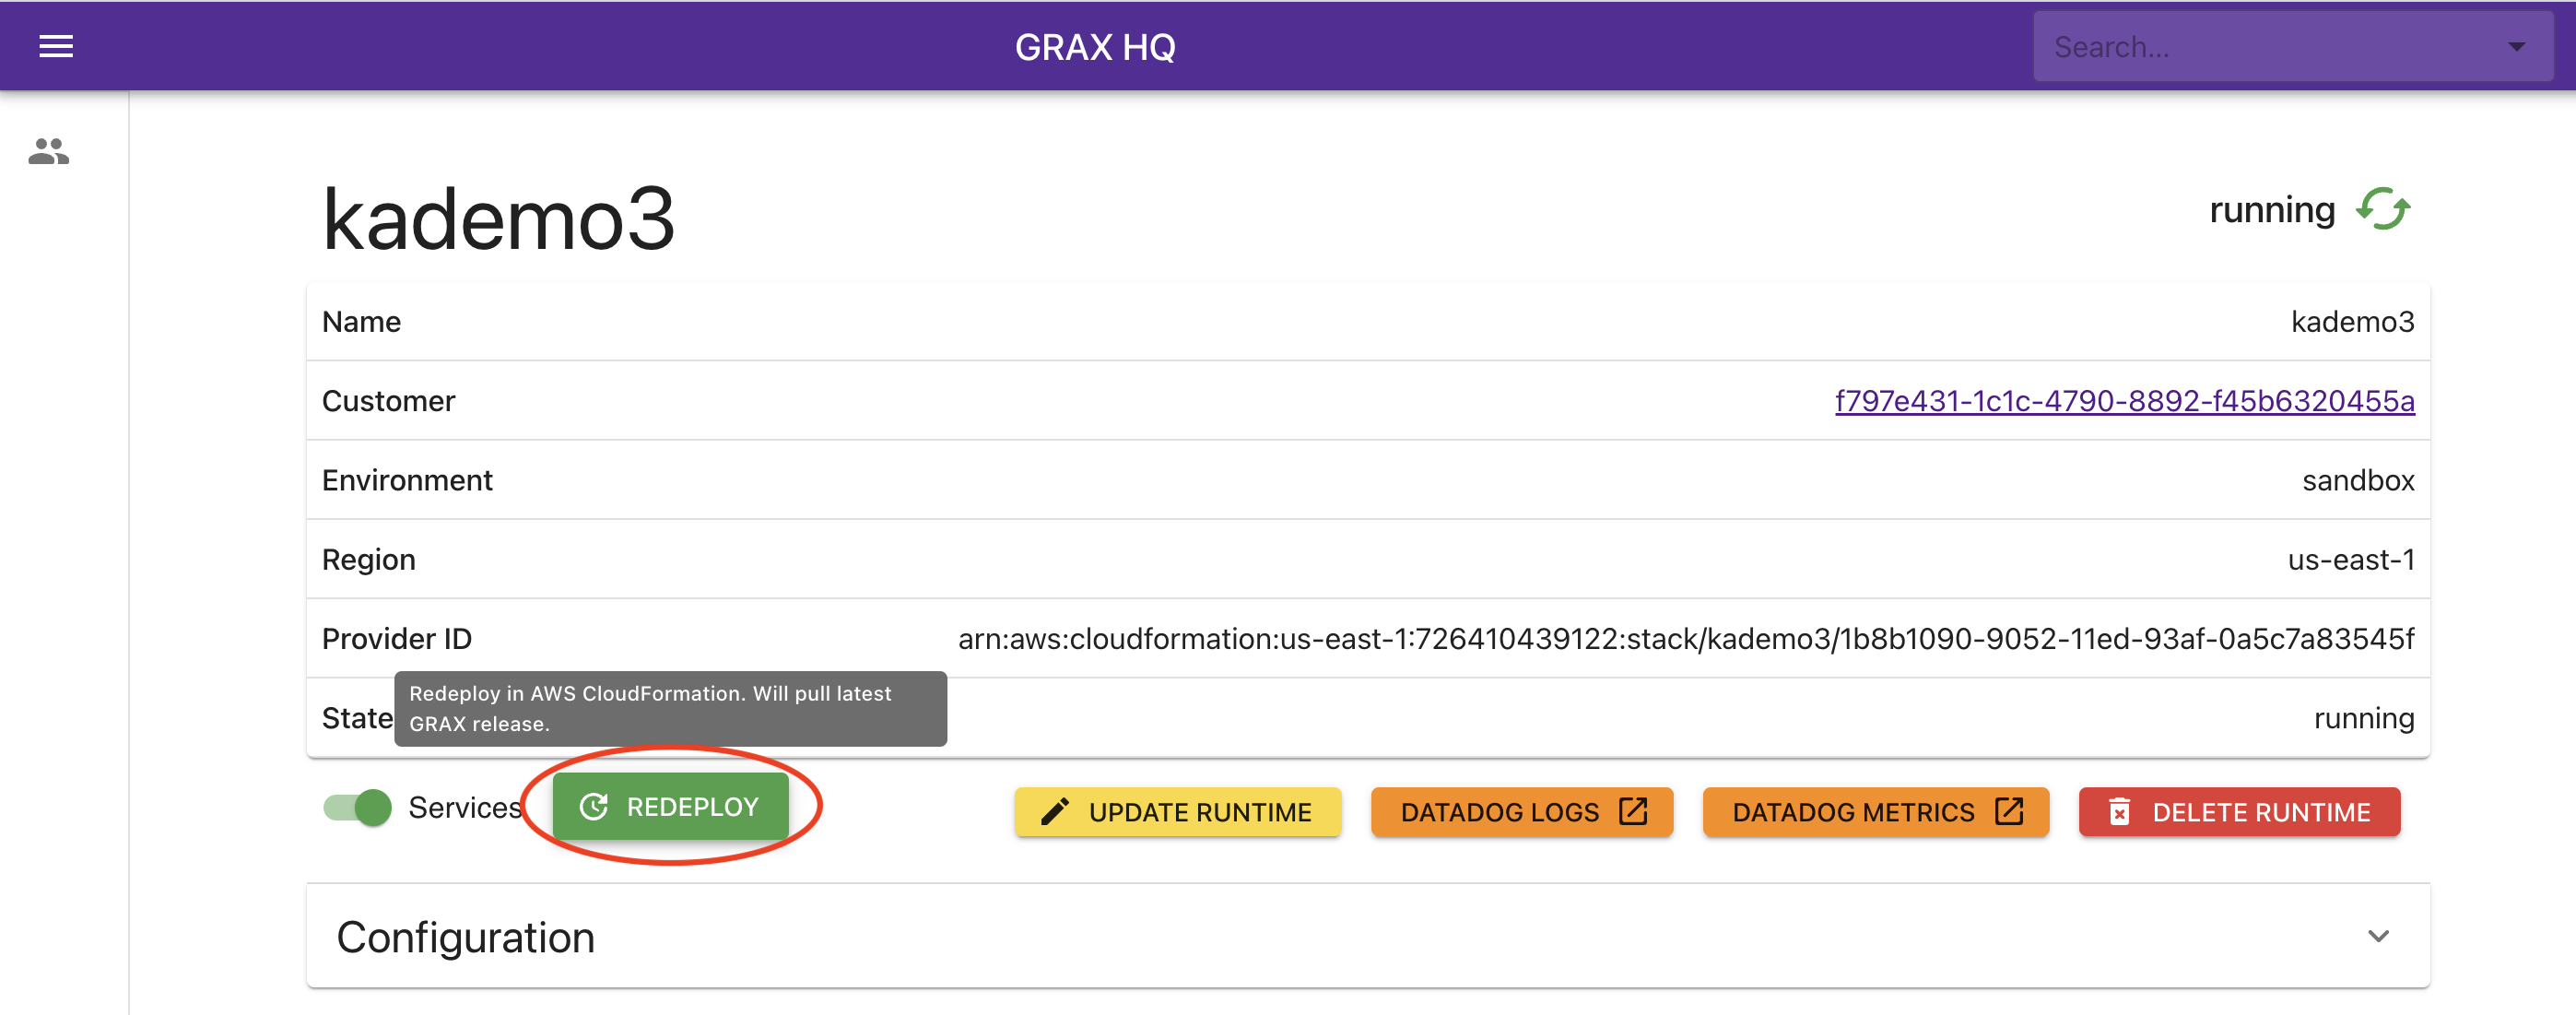 GRAX HQ
Search...
kademo3
running
Name
kademo3
Customer
f797e431-1c1c-4790-8892-f45b6320455a
Environment
sandbox
Region
us-east-1
Provider ID
arn:aws:cloudformation:us-east-1:726410439122:stack/kademo3/1b8b1090-9052-11ed-93af-0a5c7a83545f
Redeploy in AWS CloudFormation. Will pull latest
GRAX release.
State
running
Services
REDEPLOY
UPDATE RUNTIME
DATADOG LOGS
DATADOG METRICS
DELETE RUNTIME
Configuration